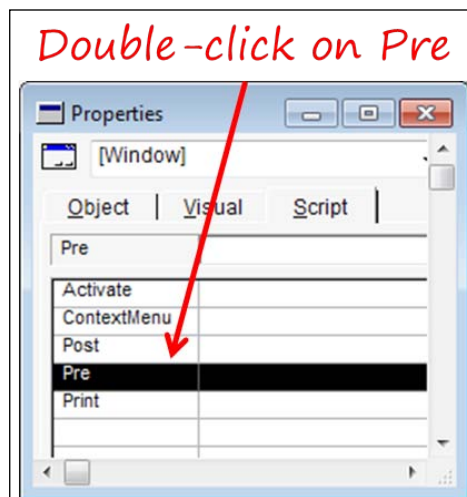 Double-click on Pre
Properties
[Window]
Object Visual Script
Pre
Activate
ContextMenu
Post
Pre
Print